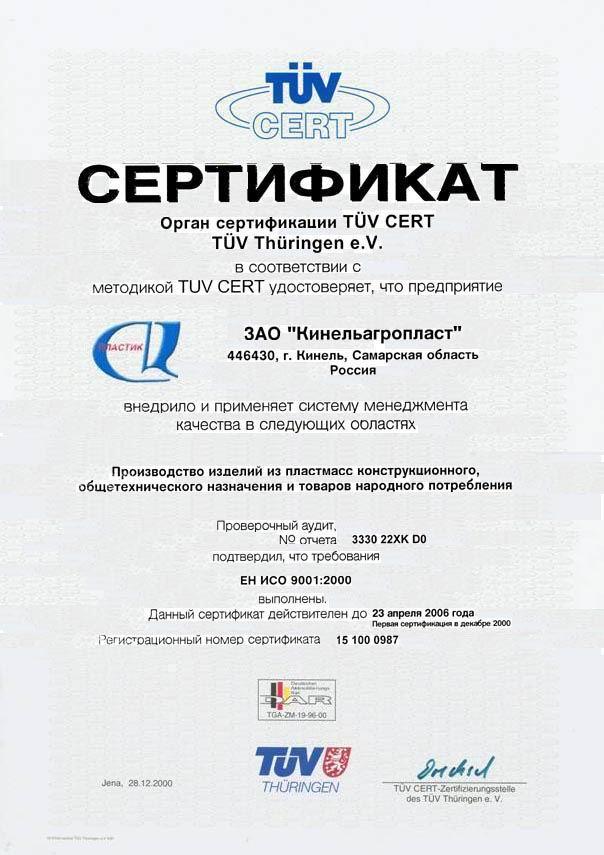 TÜV
CERT
СЕРТИФИКАТ
Орган сертификации TÜV CERT
TÜV Thüringen e.V.
в соответствии с
методикой TUV CERT удостоверяет, что предприятие
ПЛАСТИК
ЗАО "Кинельагропласт"
446430, г. Кинель, Самарская область
Россия
внедрило и применяет систему менеджмента
качества в следующих областях
Производство изделий из пластмасс конструкционного,
общетехнического назначения и товаров народного потребления
Проверочный аудит,
№ отчета 3330 22XK D0
подтвердил, что требования
ЕН ИСО 9001:2000
выполнены.
Данный сертификат действителен до 23 апреля 2006 года
Первая сертификация в декабре 2000
Регистрационный номер сертификата 15 100 0987
Deutscher
Akkreditierungs
Rat
DAR
TGA-ZM-19-96-00
TÜV
THÜRINGEN
Jena, 28.12.2000
TÜV CERT-Zertifizierungsstelle
des TÜV Thüringen e. V.